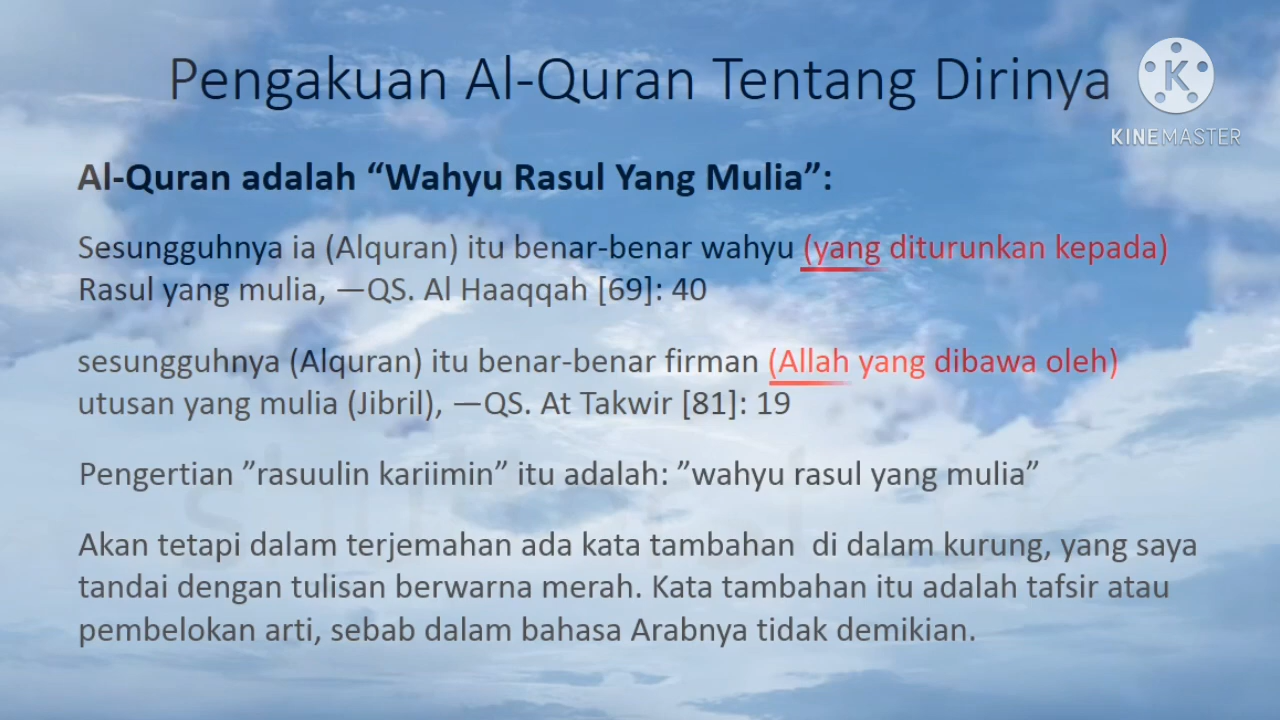 Pengakuan Al-Quran Tentang Dirinya
KINEMASTER
Al-Quran adalah “Wahyu Rasul Yang Mulia”:
Sesungguhnya ia (Alquran) itu benar-benar wahyu (yang diturunkan kepada)
Rasul yang mulia, —QS. Al Haaqqah [69]: 40
sesungguhnya (Alquran) itu benar-benar firman (Allah yang dibawa oleh)
utusan yang mulia (Jibril), —QS. At Takwir [81]: 19
Pengertian ”rasuulin kariimin” itu adalah: ”wahyu rasul yang mulia”
Akan tetapi dalam terjemahan ada kata tambahan  di dalam kurung, yang saya
tandai dengan tulisan berwarna merah. Kata tambahan itu adalah tafsir atau
pembelokan arti, sebab dalam bahasa Arabnya tidak demikian.